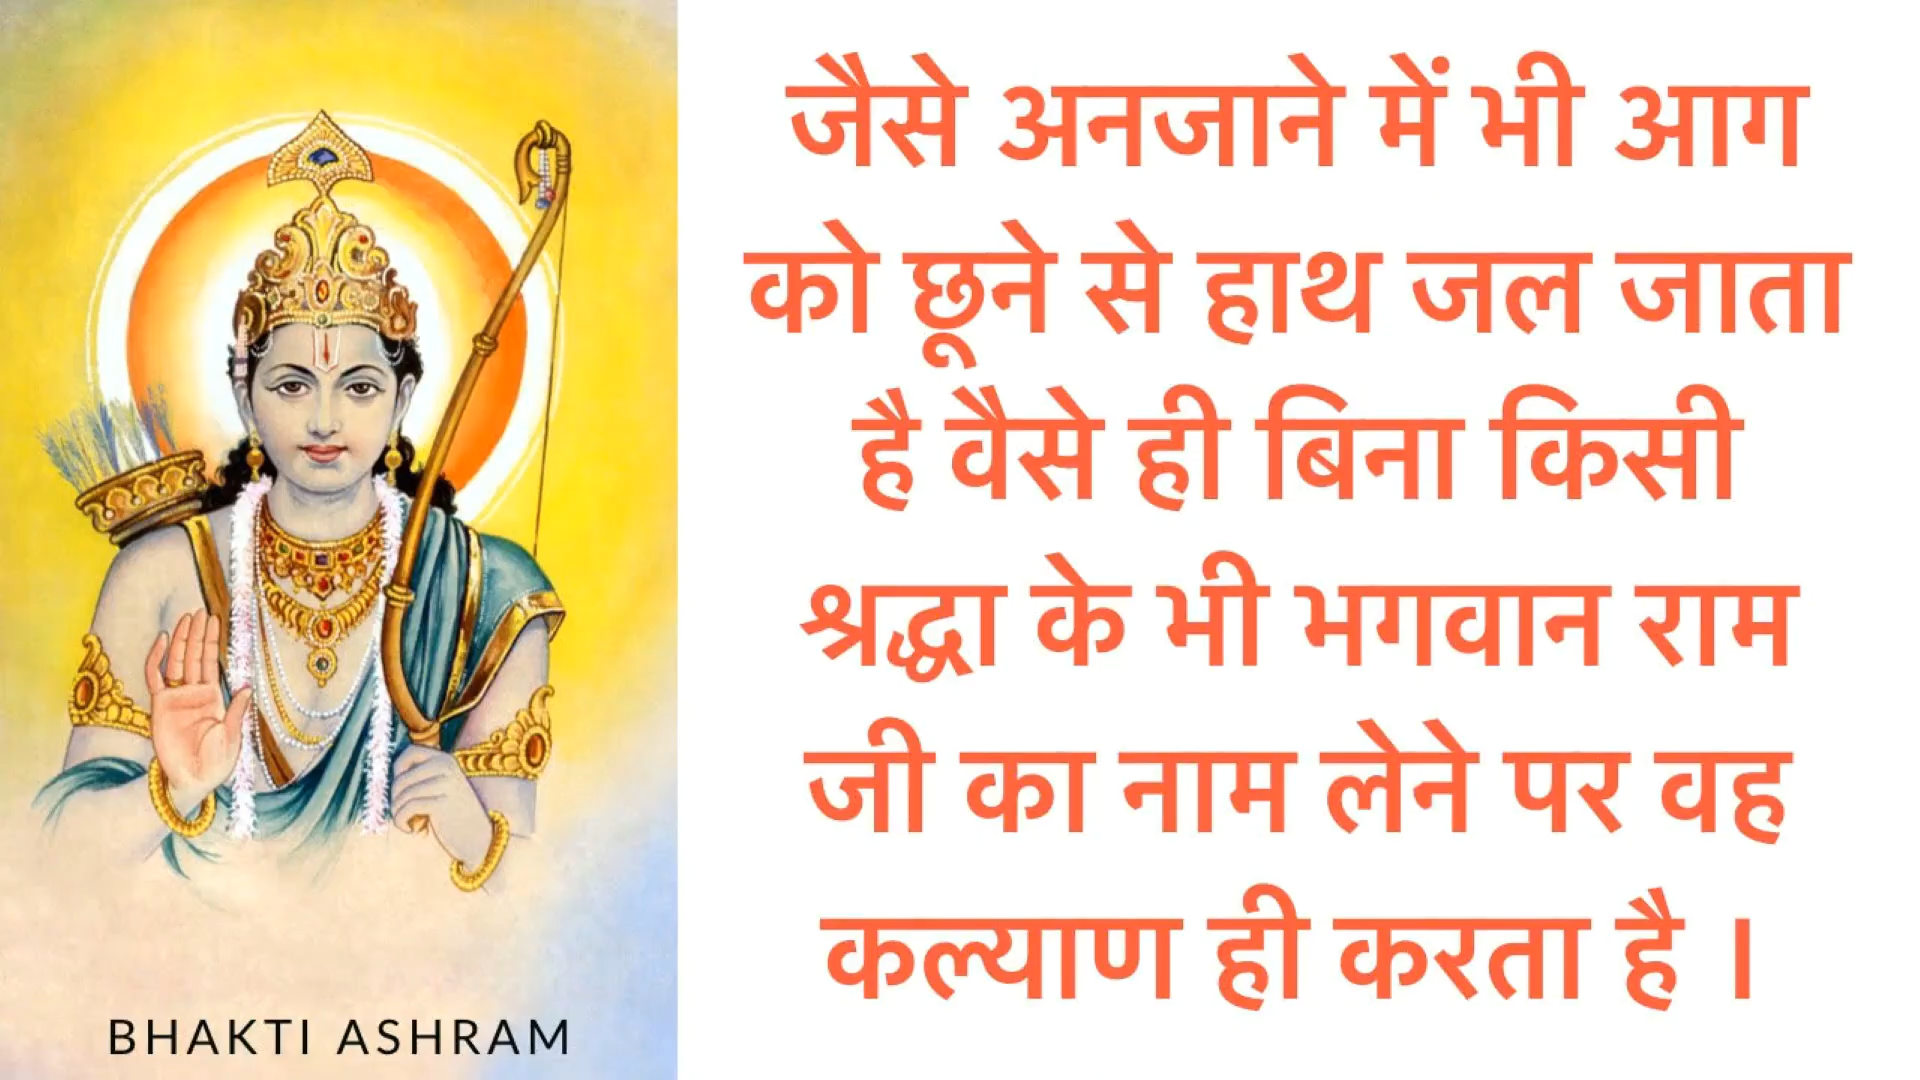 जैसे अनजाने में भी आग
को छूने से हाथ जल जाता
है वैसे ही बिना किसी
श्रद्धा के भी भगवान राम
जी का नाम लेने पर वह
कल्याण ही करता है ।
BHAKTI ASHRAM